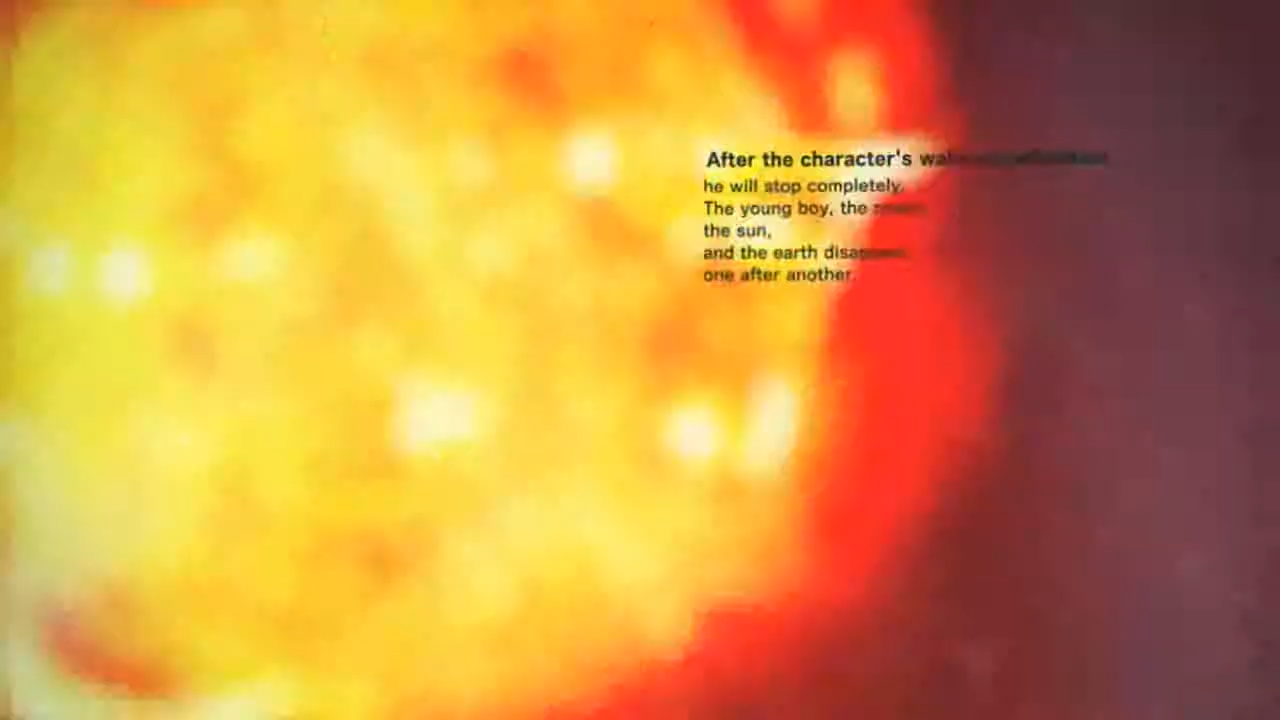 After the character's
he will stop completely.
The young boy, the
the sun,
and the earth
one after another.